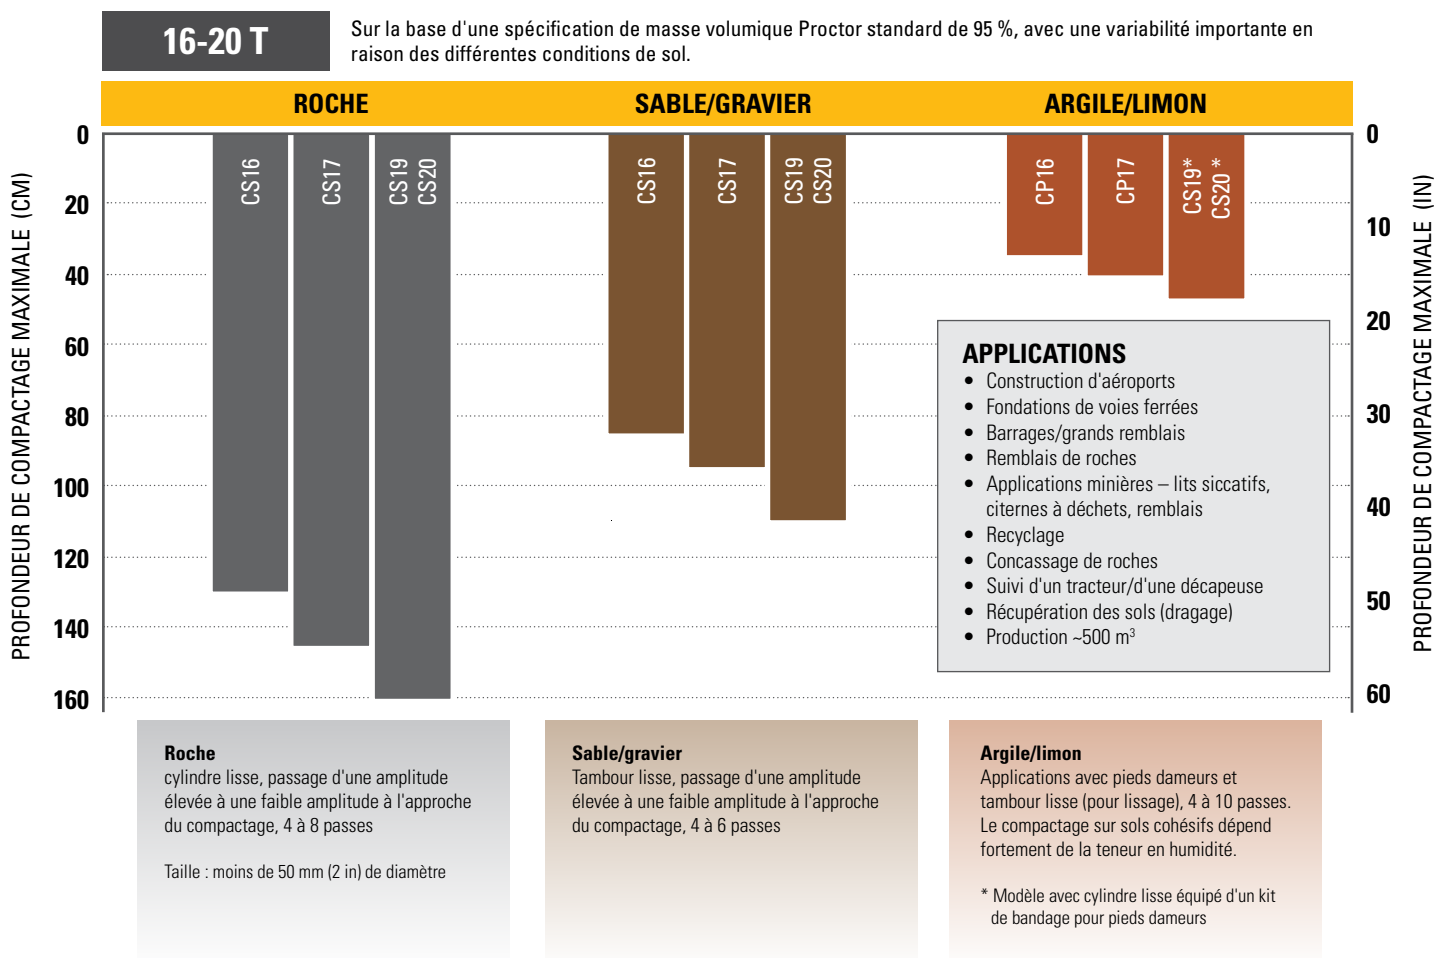 16-20 T
Sur la base d'une spécification de masse volumique Proctor standard de 95 %, avec une variabilité importante en
raison des différentes conditions de sol.
ROCHE
SABLE/GRAVIER
ARGILE/LIMON
PROFONDEUR DE COMPACTAGE MAXIMALE (CM)
0
20
40
60
80
100
120
140
160
CS16
CS17
CS19
CS20
CS16
CS17
CS19
CS20
CP16
CP17
CS19*
CS20 *
0
10
20
30
40
50
60
PROFONDEUR DE COMPACTAGE MAXIMALE (IN)
APPLICATIONS
• Construction d'aéroports
• Fondations de voies ferrées
• Barrages/grands remblais
• Remblais de roches
• Applications minières – lits siccatifs,
citernes à déchets, remblais
• Recyclage
• Concassage de roches
• Suivi d'un tracteur/d'une décapeuse
• Récupération des sols (dragage)
• Production ~500 m³
Roche
cylindre lisse, passage d'une amplitude
élevée à une faible amplitude à l'approche
du compactage, 4 à 8 passes
Taille : moins de 50 mm (2 in) de diamètre
Sable/gravier
Tambour lisse, passage d'une amplitude
élevée à une faible amplitude à l'approche
du compactage, 4 à 6 passes
Argile/limon
Applications avec pieds dameurs et
tambour lisse (pour lissage), 4 à 10 passes.
Le compactage sur sols cohésifs dépend
fortement de la teneur en humidité.
* Modèle avec cylindre lisse équipé d'un kit
de bandage pour pieds dameurs